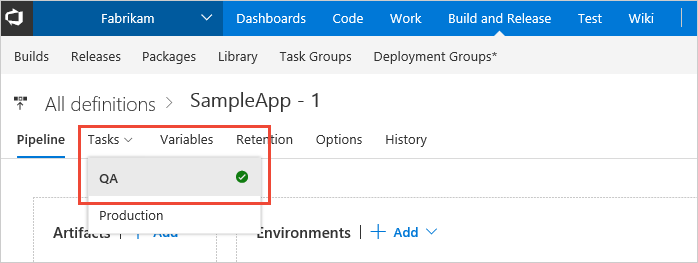 Fabrikam Dashboards Code Work Build and Release Test Wiki
Builds Releases Packages Library Task Groups Deployment Groups*
All definitions > SampleApp - 1
Pipeline Tasks Variables Retention Options History
QA
Production
Artifacts | + Add Environments | + Add